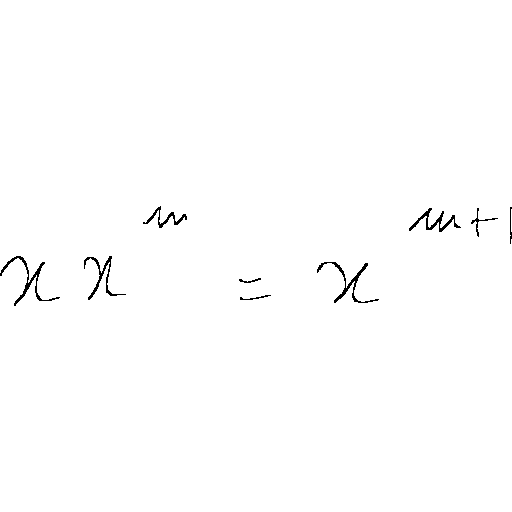 x x^m = x^{m+1}